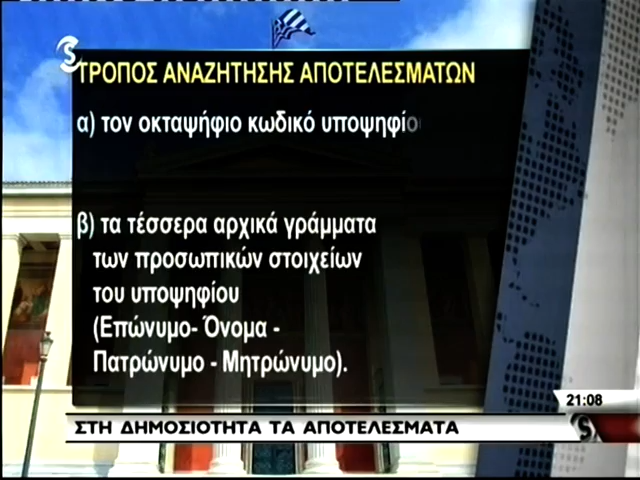 S
ΤΡΟΠΟΣ ΑΝΑΖΗΤΗΣΗΣ ΑΠΟΤΕΛΕΣΜΑΤΩΝ
α) τον οκταψήφιο κωδικό υποψηφίου
β) τα τέσσερα αρχικά γράμματα
των προσωπικών στοιχείων
του υποψηφίου
(Επώνυμο- Όνομα -
Πατρώνυμο - Μητρώνυμο).
21:08
ΣΤΗ ΔΗΜΟΣΙΟΤΗΤΑ ΤΑ ΑΠΟΤΕΛΕΣΜΑΤΑ
S